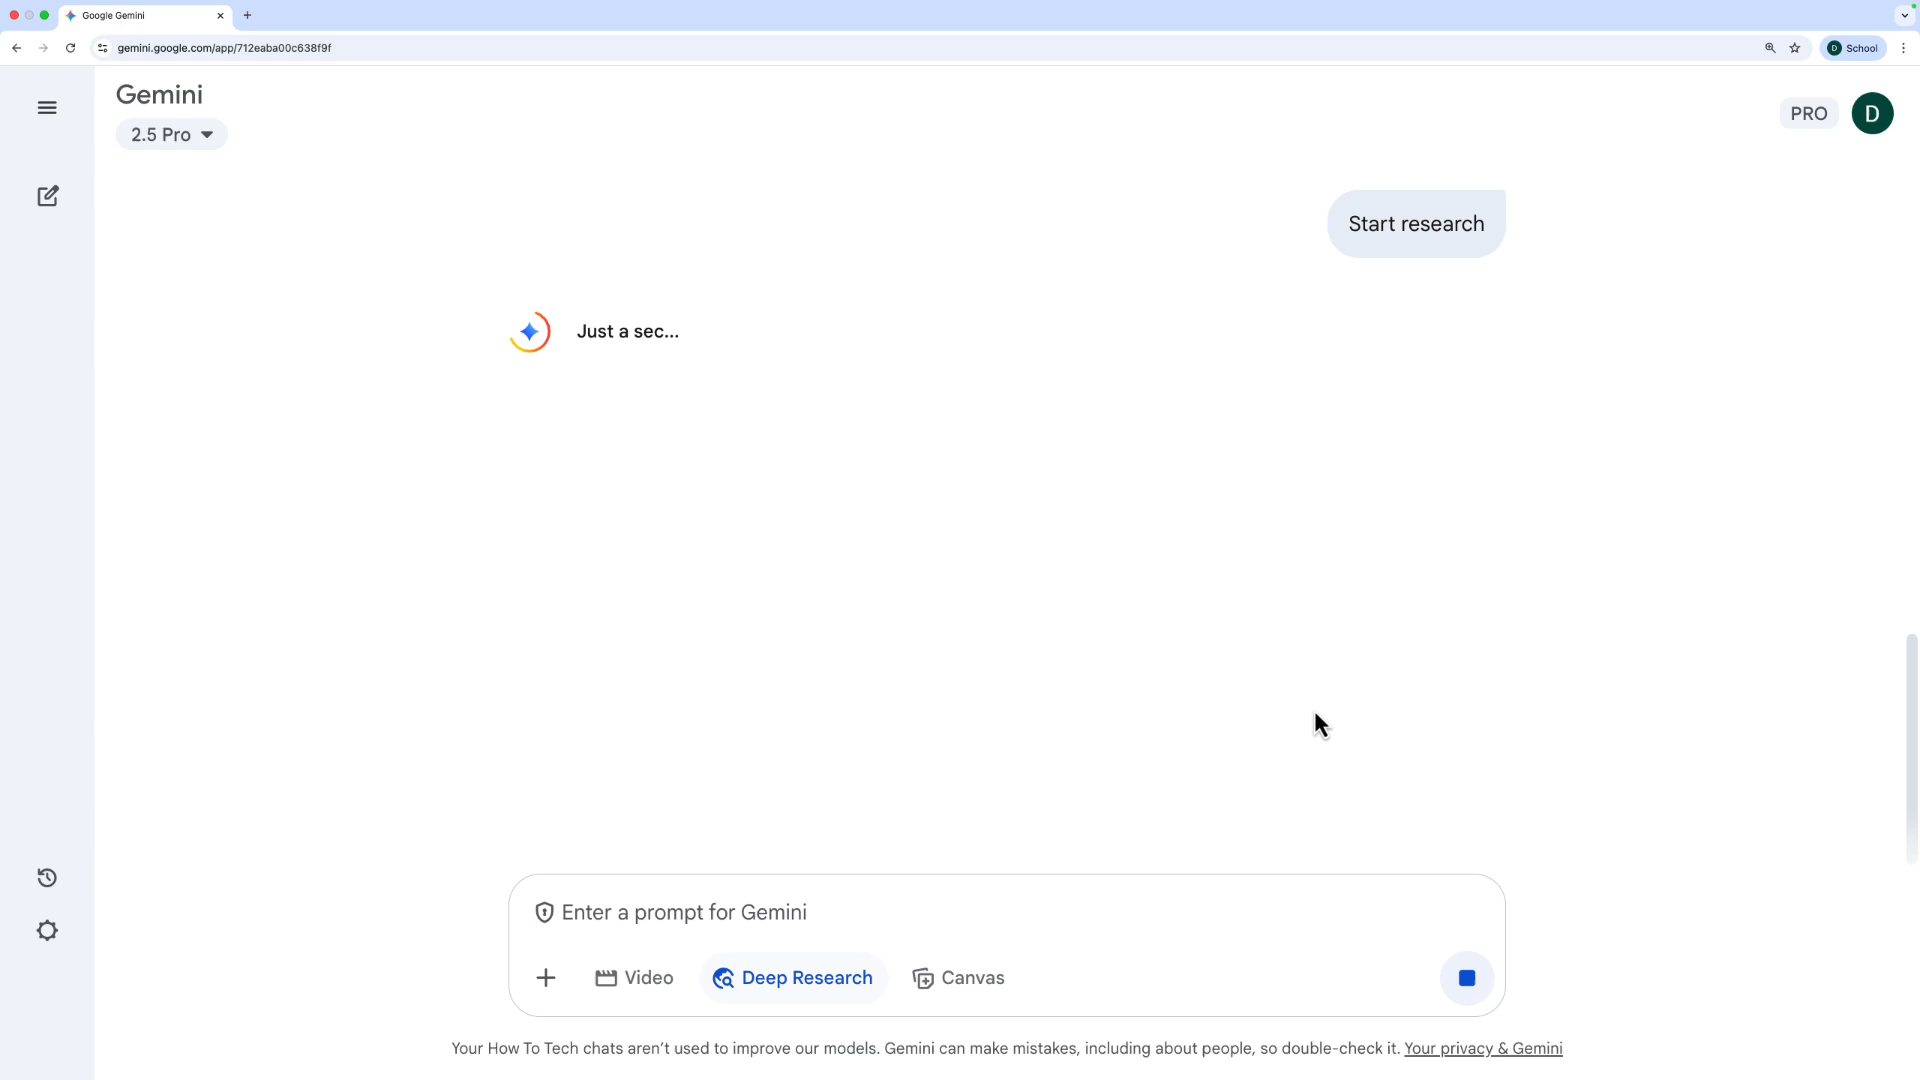 Google Gemini
gemini.google.com/app/712eaba00c638f9f
D School
Gemini
2.5 Pro
PRO
D
Start research
Just a sec...
Enter a prompt for Gemini
Video
Deep Research
Canvas
Your How To Tech chats aren't used to improve our models. Gemini can make mistakes, including about people, so double-check it. Your privacy & Gemini